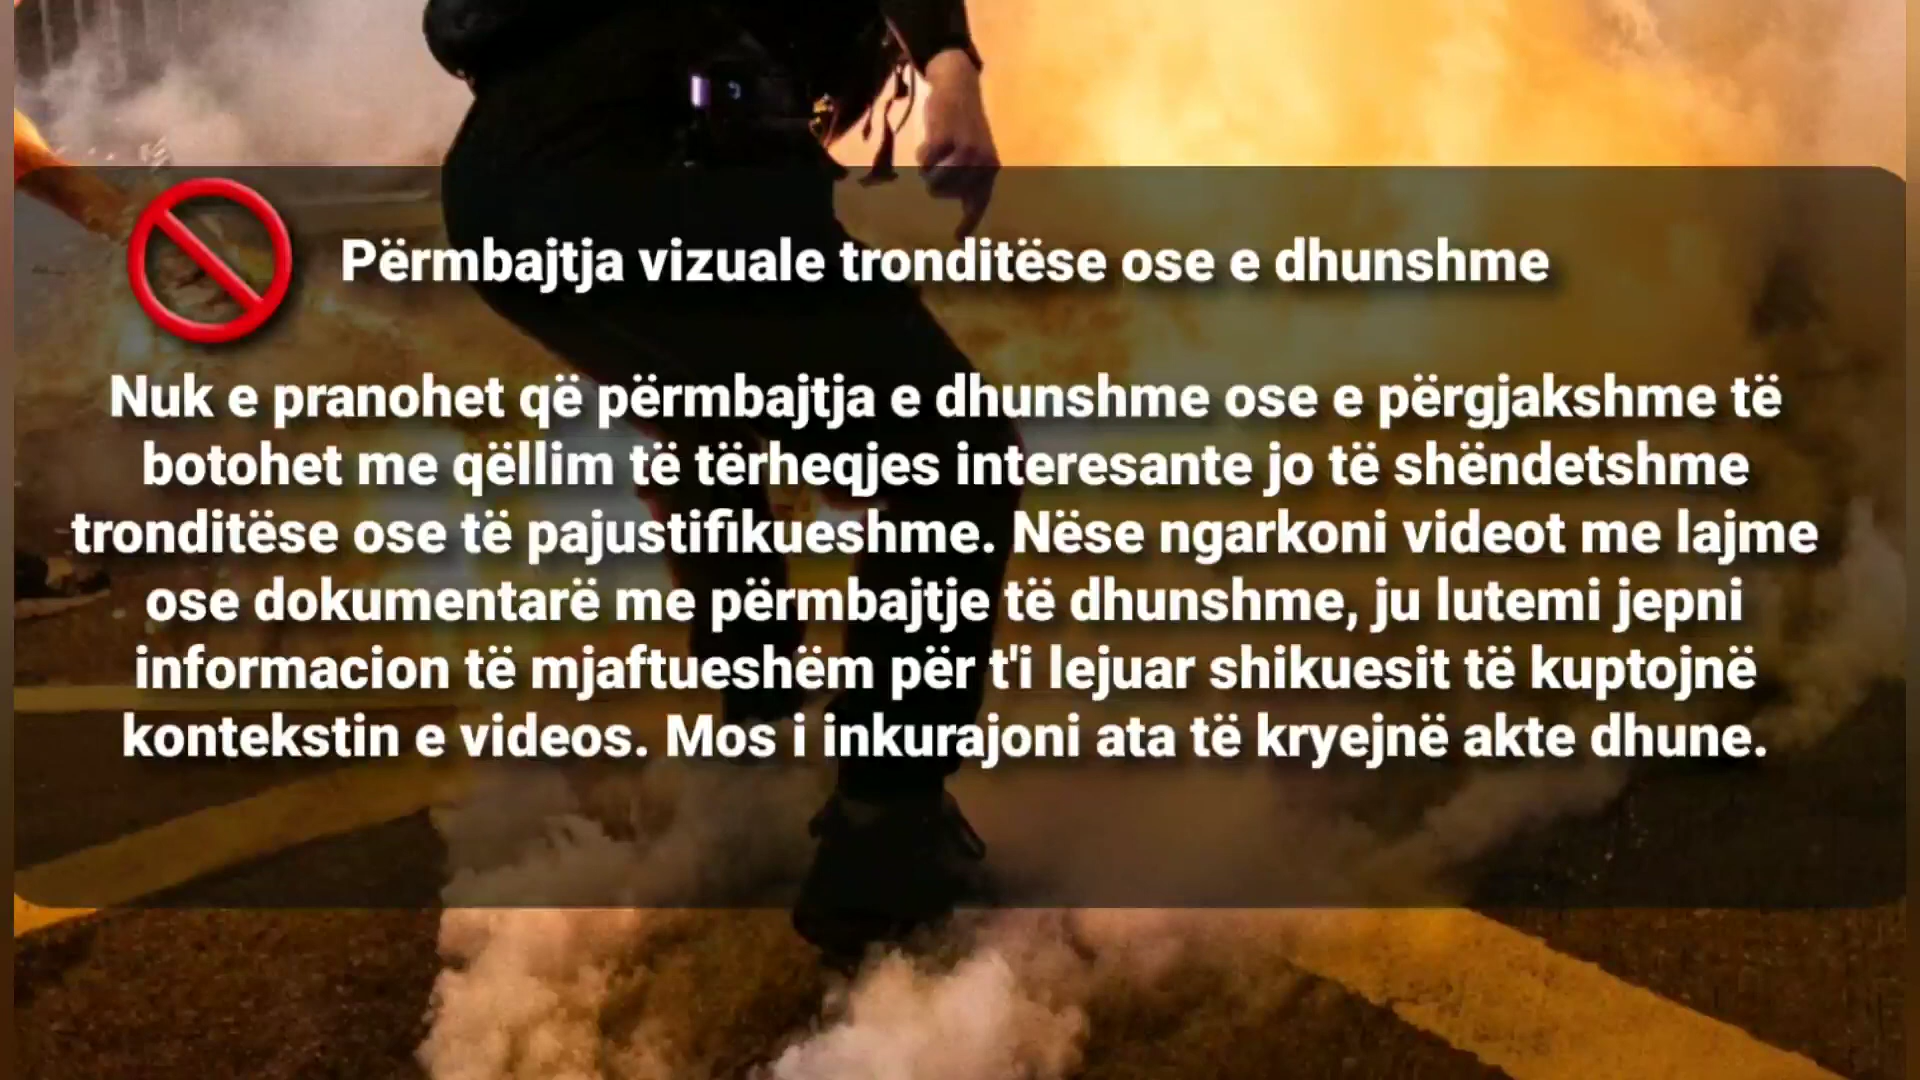 Përmbajtja vizuale tronditëse ose e dhunshme
Nuk e pranohet që përmbajtja e dhunshme ose e përgjakshme të
botohet me qëllim të tërheqjes interesante jo të shëndetshme
tronditëse ose të pajustifikueshme. Nëse ngarkoni videot me lajme
ose dokumentarë me përmbajtje të dhunshme, ju lutemi jepni
informacion të mjaftueshëm për t'i lejuar shikuesit të kuptojnë
kontekstin e videos. Mos i inkurajoni ata të kryejnë akte dhune.